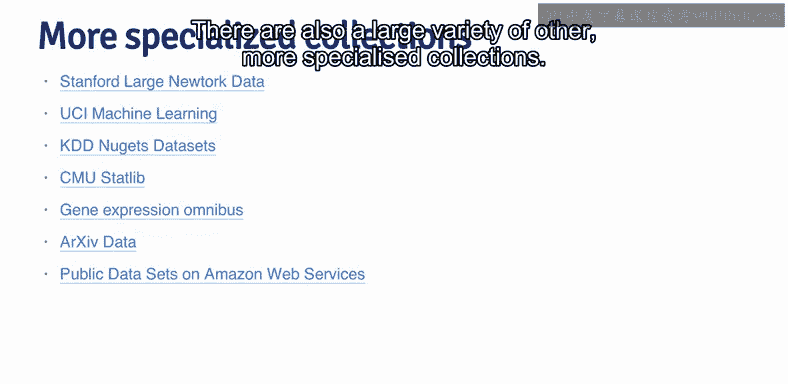 More specialized collections
There are also a large variety of other,
more specialised collections.
· Stanford Large Newtork Data
· UCI Machine Learning
· KDD Nugets Datasets
· CMU Statlib
· Gene expression omnibus
· ArXiv Data
· Public Data Sets on Amazon Web Services